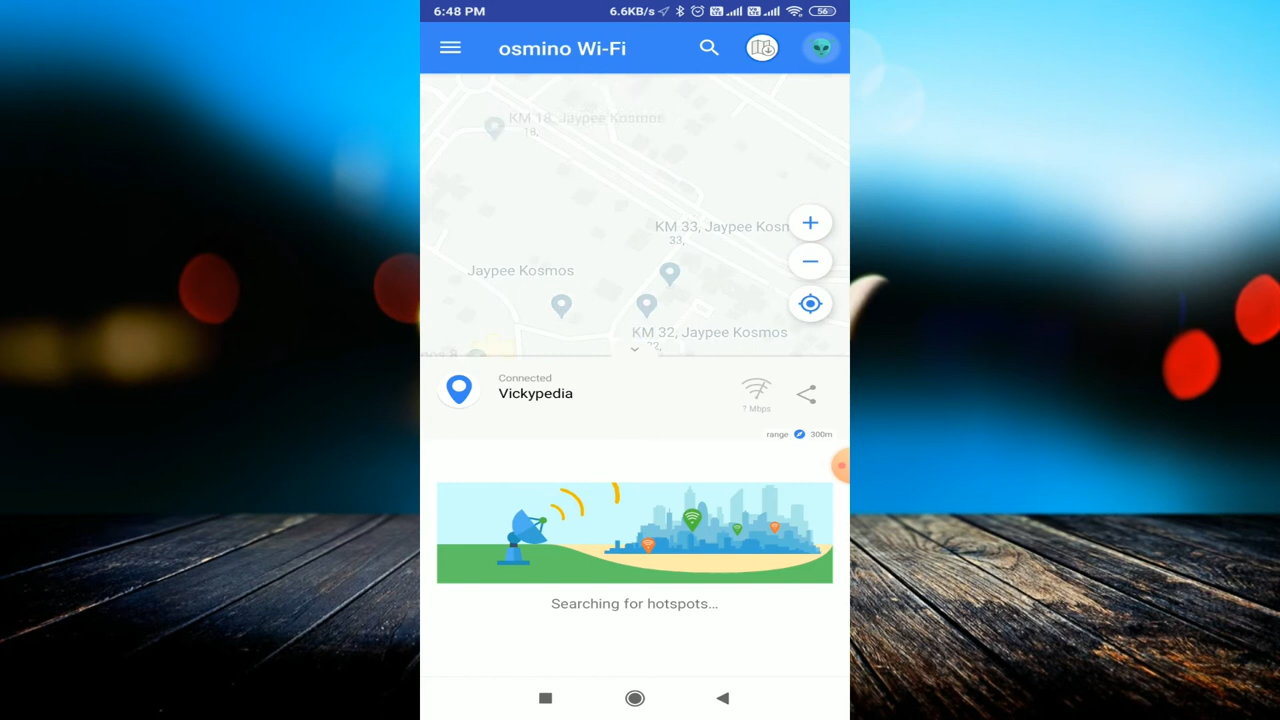 6:48 PM
6.6KB/s
56
osmino Wi-Fi
KM 18, Jaypee Kosmos
18,
KM 33, Jaypee Kosn
33,
Jaypee Kosmos
KM 32, Jaypee Kosmos
Connected
Vickypedia
? Mbps
range 300m
Searching for hotspots...